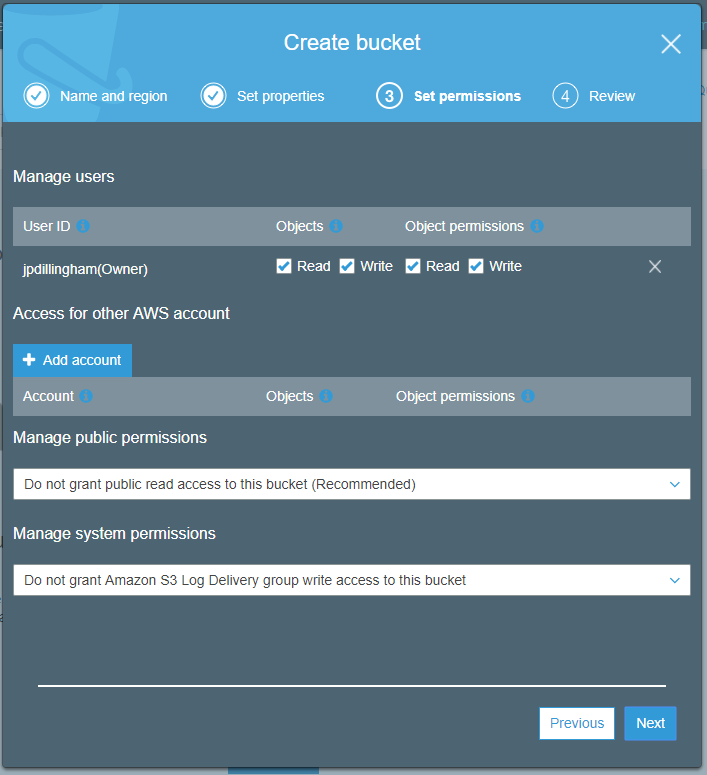 Create bucket
Name and region Set properties 3 Set permissions 4 Review
Manage users
User ID Objects Object permissions
jpdillingham(Owner) Read Write Read Write
Access for other AWS account
+ Add account
Account Objects Object permissions
Manage public permissions
Do not grant public read access to this bucket (Recommended)
Manage system permissions
Do not grant Amazon S3 Log Delivery group write access to this bucket
Previous Next